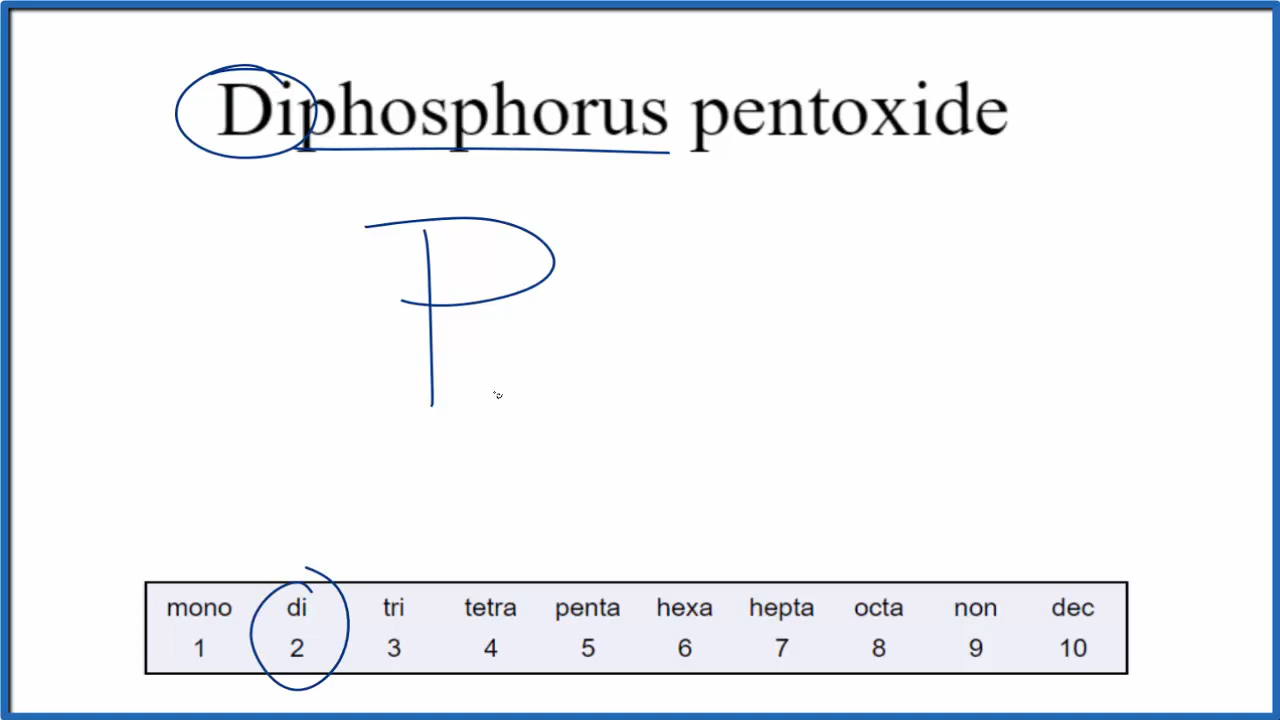 Diphosphorus pentoxide
P
mono di tri tetra penta hexa hepta octa non dec
1 2 3 4 5 6 7 8 9 10